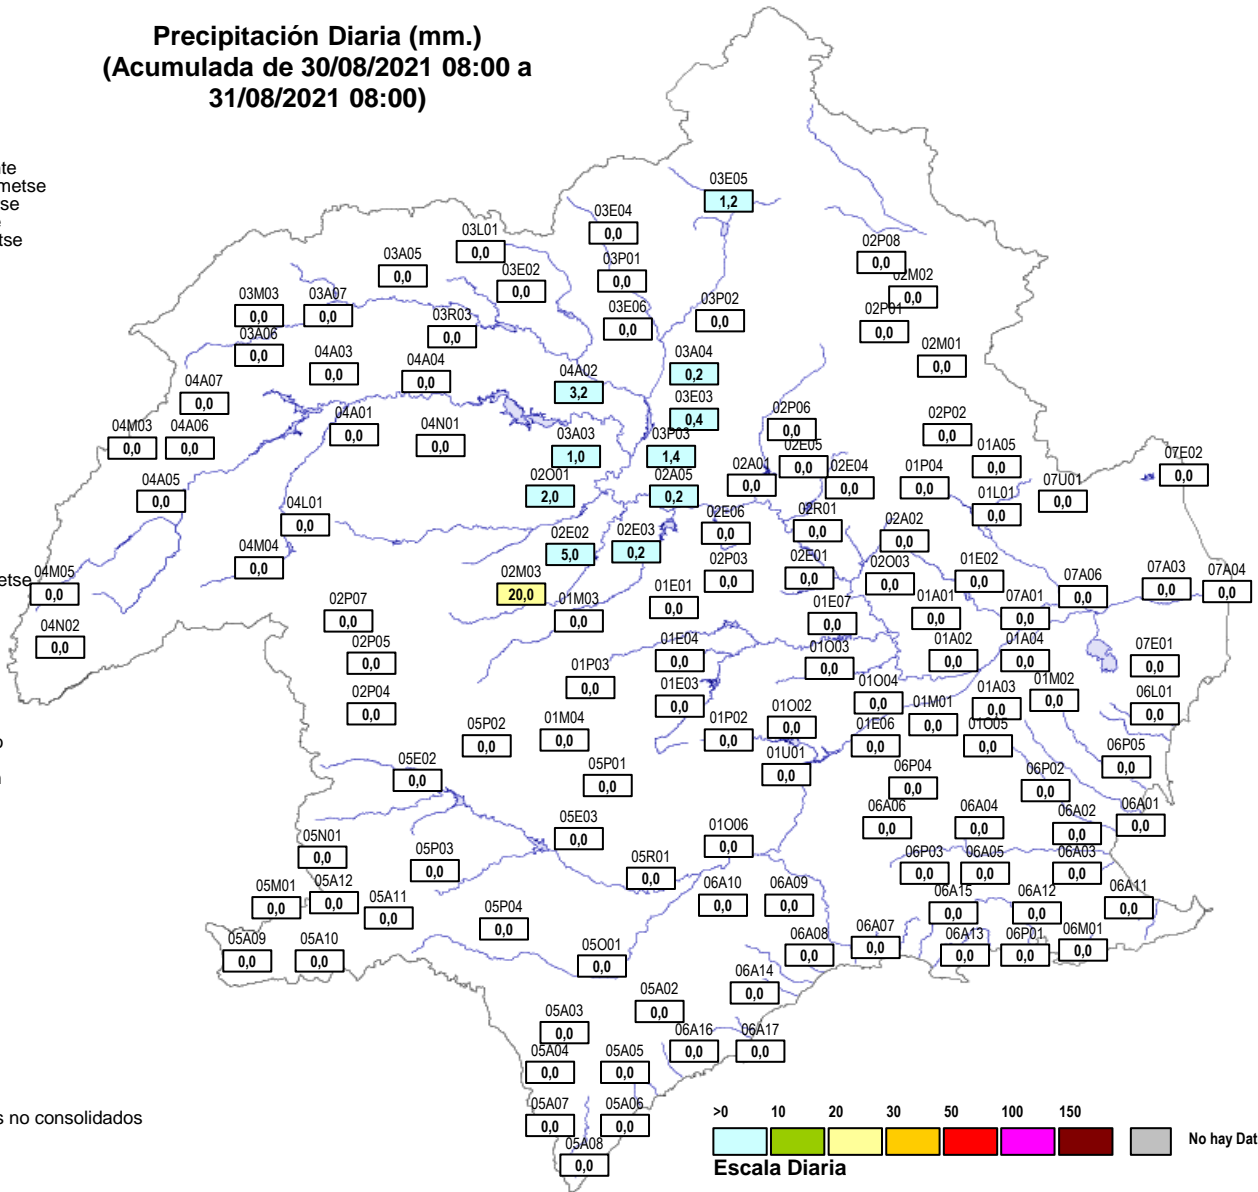 Precipitación Diaria (mm.)
(Acumulada de 30/08/2021 08:00 a
31/08/2021 08:00)
nte
metse
se
tse
03E05
1,2
03E04
0,0
03L01
0,0
03A05
0,0
03E02
0,0
03P01
0,0
02P08
0,0
02M02
0,0
03M03
0,0
03A07
0,0
03R03
0,0
03E06
0,0
03P02
0,0
02P01
0,0
03A06
0,0
04A03
0,0
04A04
0,0
04A02
3,2
03A04
0,2
02M01
0,0
04A07
0,0
03E03
0,4
04M03
0,0
04A06
0,0
04A01
0,0
04N01
0,0
03A03
1,0
03P03
1,4
02P06
0,0
02E05
0,0
02P02
0,0
01A05
0,0
07E02
0,0
04A05
0,0
02O01
2,0
02A05
0,2
02A01
0,0
02E04
0,0
01P04
0,0
01L01
0,0
07U01
0,0
04L01
0,0
02E02
5,0
02E03
0,2
02E06
0,0
02R01
0,0
02A02
0,0
04M04
0,0
metse
04M05
0,0
02M03
20,0
01M03
0,0
01E01
0,0
02P03
0,0
02E01
0,0
02O03
0,0
01E02
0,0
07A06
0,0
07A03
0,0
07A04
0,0
04N02
0,0
02P07
0,0
01E07
0,0
01A01
0,0
07A01
0,0
02P05
0,0
01E04
0,0
01O03
0,0
01A02
0,0
01A04
0,0
07E01
0,0
02P04
0,0
01P03
0,0
01E03
0,0
01O04
0,0
01M01
0,0
01A03
0,0
01M02
0,0
06L01
0,0
05P02
0,0
01M04
0,0
01P02
0,0
01O02
0,0
01E06
0,0
01O05
0,0
05E02
0,0
05P01
0,0
01U01
0,0
06P04
0,0
06P02
0,0
06P05
0,0
05E03
0,0
01O06
0,0
06A06
0,0
06A04
0,0
06A02
0,0
06A01
0,0
05N01
0,0
05P03
0,0
05R01
0,0
06P03
0,0
06A05
0,0
06A03
0,0
05M01
0,0
05A12
0,0
05A11
0,0
06A10
0,0
06A09
0,0
06A15
0,0
06A12
0,0
06A11
0,0
05A09
0,0
05A10
0,0
05P04
0,0
05O01
0,0
06A08
0,0
06A07
0,0
06A13
0,0
06P01
0,0
06M01
0,0
06A14
0,0
05A02
0,0
05A03
0,0
06A16
0,0
06A17
0,0
05A04
0,0
05A05
0,0
05A07
0,0
05A06
0,0
05A08
0,0
s no consolidados
>0 10 20 30 50 100 150
No hay Dat
Escala Diaria